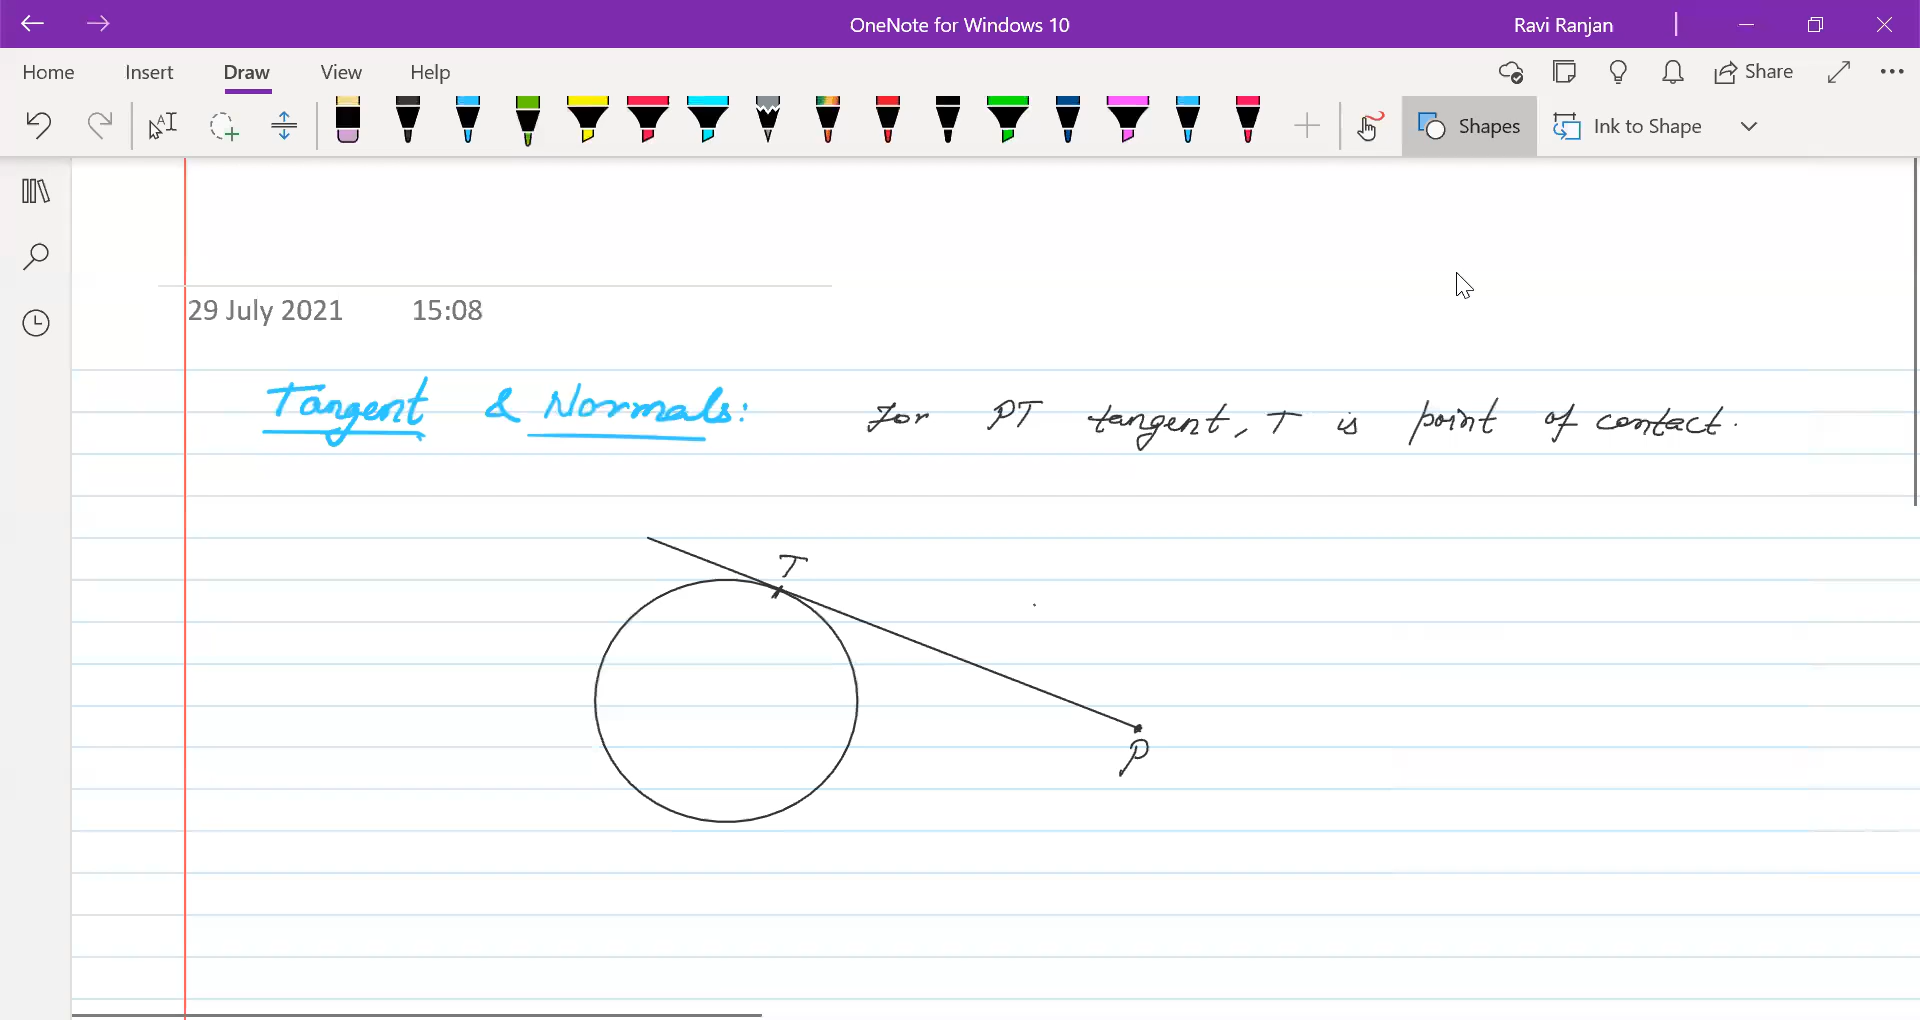 OneNote for Windows 10
Ravi Ranjan
Home Insert Draw View Help
Share
Shapes Ink to Shape
29 July 2021 15:08
Tangent & Normals: For PT tangent, T is point of contact.
T
P